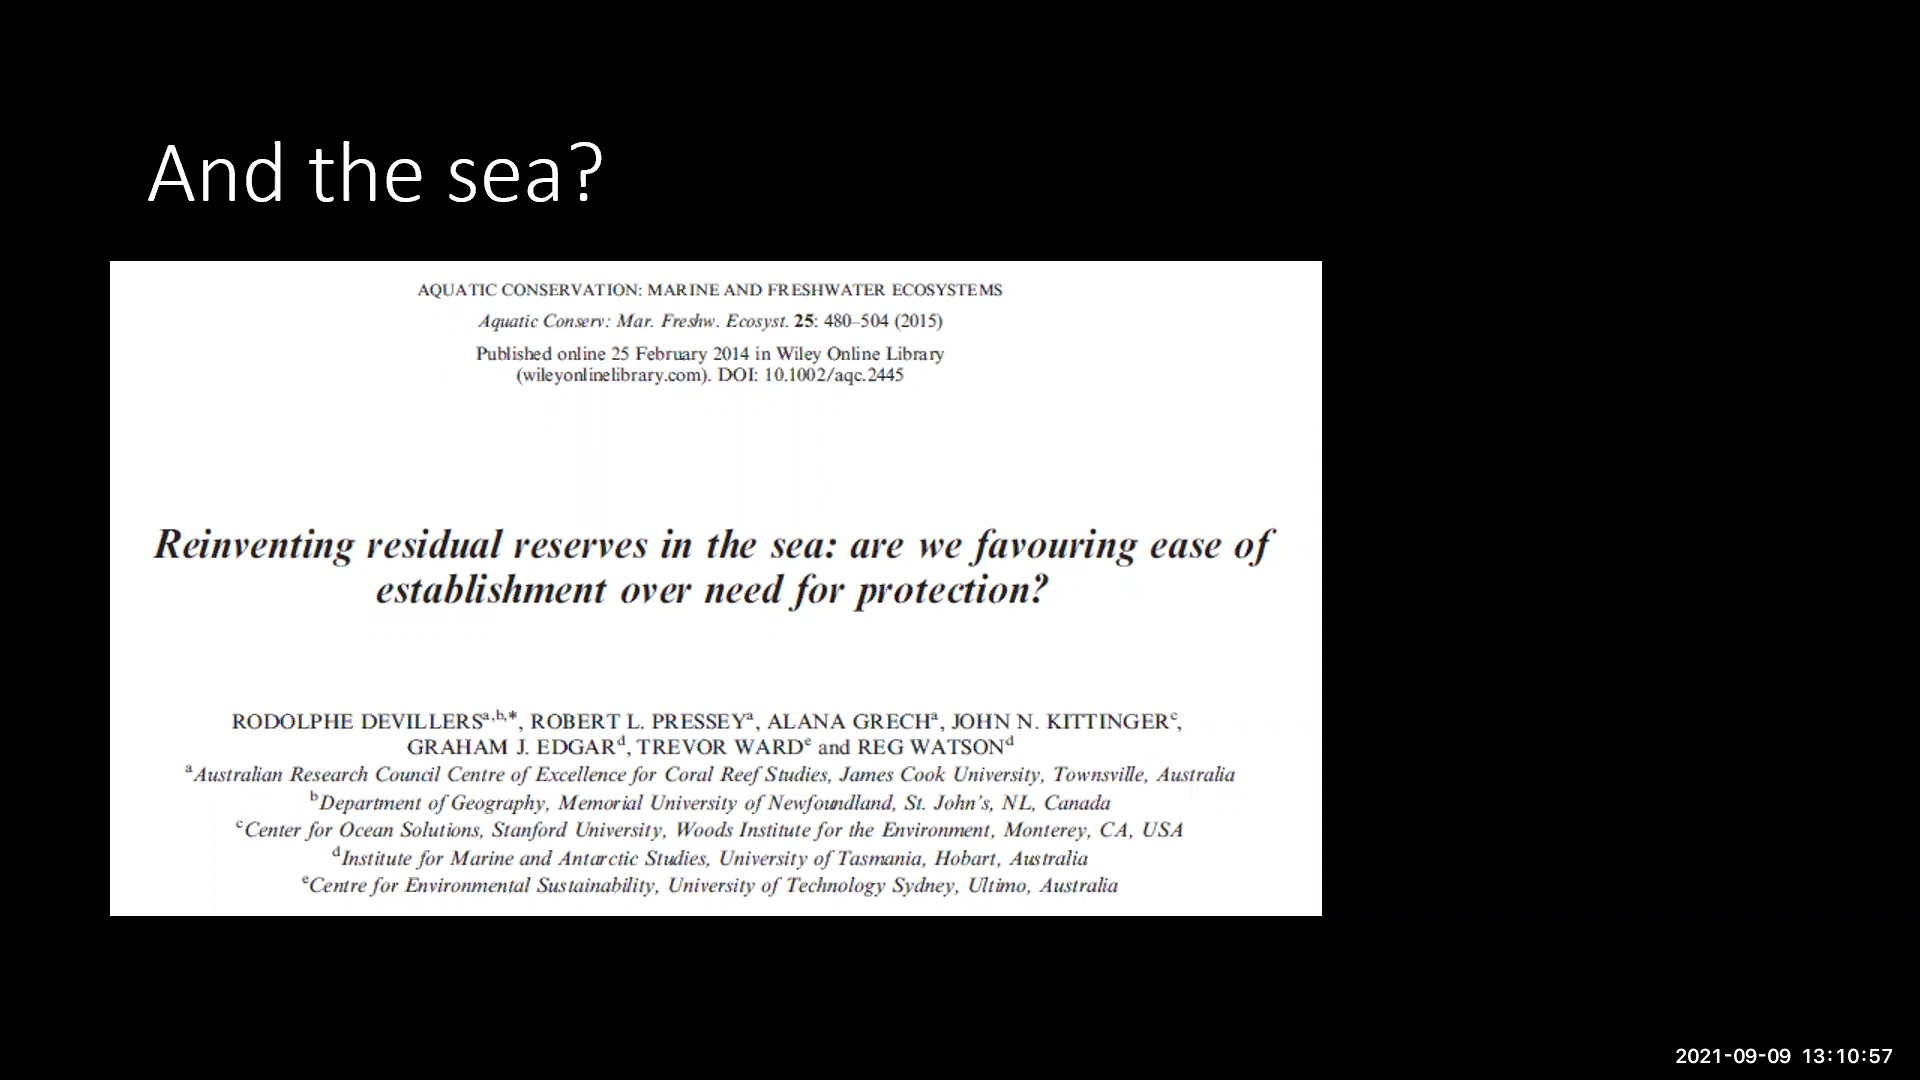 And the sea?
AQUATIC CONSERVATION: MARINE AND FRESHWATER ECOSYSTEMS
Aquatic Conserv: Mar. Freshw. Ecosyst. 25: 480–504 (2015)
Published online 25 February 2014 in Wiley Online Library
(wileyonlinelibrary.com). DOI: 10.1002/aqc.2445
Reinventing residual reserves in the sea: are we favouring ease of
establishment over need for protection?
RODOLPHE DEVILLERSa,b,*, ROBERT L. PRESSEYa, ALANA GRECHa, JOHN N. KITTINGERc,
GRAHAM J. EDGARd, TREVOR WARDe and REG WATSONd
aAustralian Research Council Centre of Excellence for Coral Reef Studies, James Cook University, Townsville, Australia
bDepartment of Geography, Memorial University of Newfoundland, St. John's, NL, Canada
cCenter for Ocean Solutions, Stanford University, Woods Institute for the Environment, Monterey, CA, USA
dInstitute for Marine and Antarctic Studies, University of Tasmania, Hobart, Australia
eCentre for Environmental Sustainability, University of Technology Sydney, Ultimo, Australia
2021-09-09 13:10:57